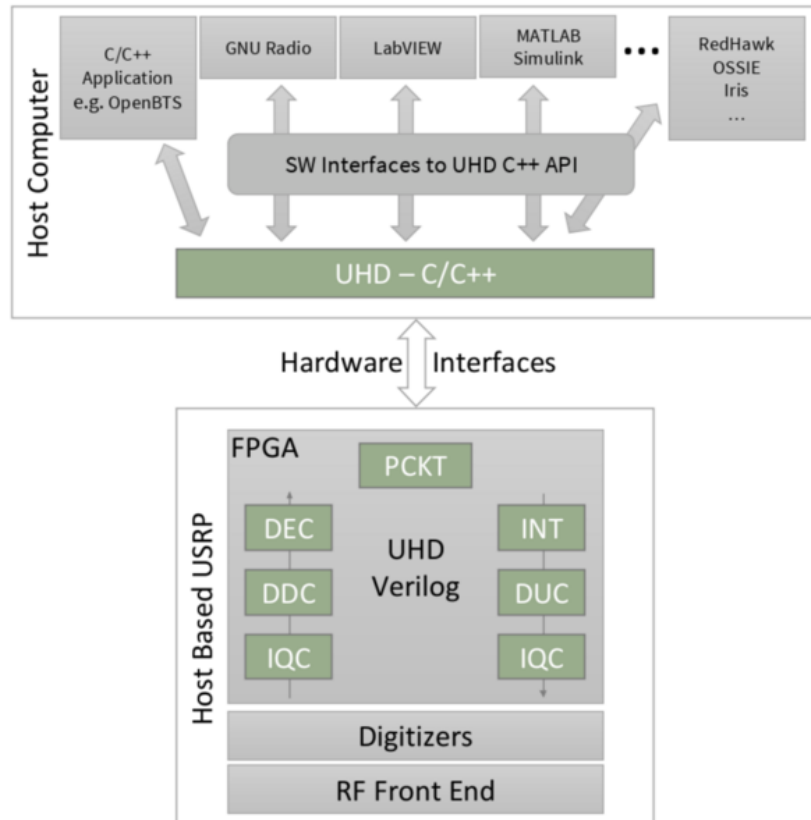 Host Computer
C/C++
Application
e.g. OpenBTS
GNU Radio
LabVIEW
MATLAB
Simulink
...
RedHawk
OSSIE
Iris
...
SW Interfaces to UHD C++ API
UHD – C/C++
Hardware Interfaces
Host Based USRP
FPGA
PCKT
DEC
DDC
IQC
UHD
Verilog
INT
DUC
IQC
Digitizers
RF Front End